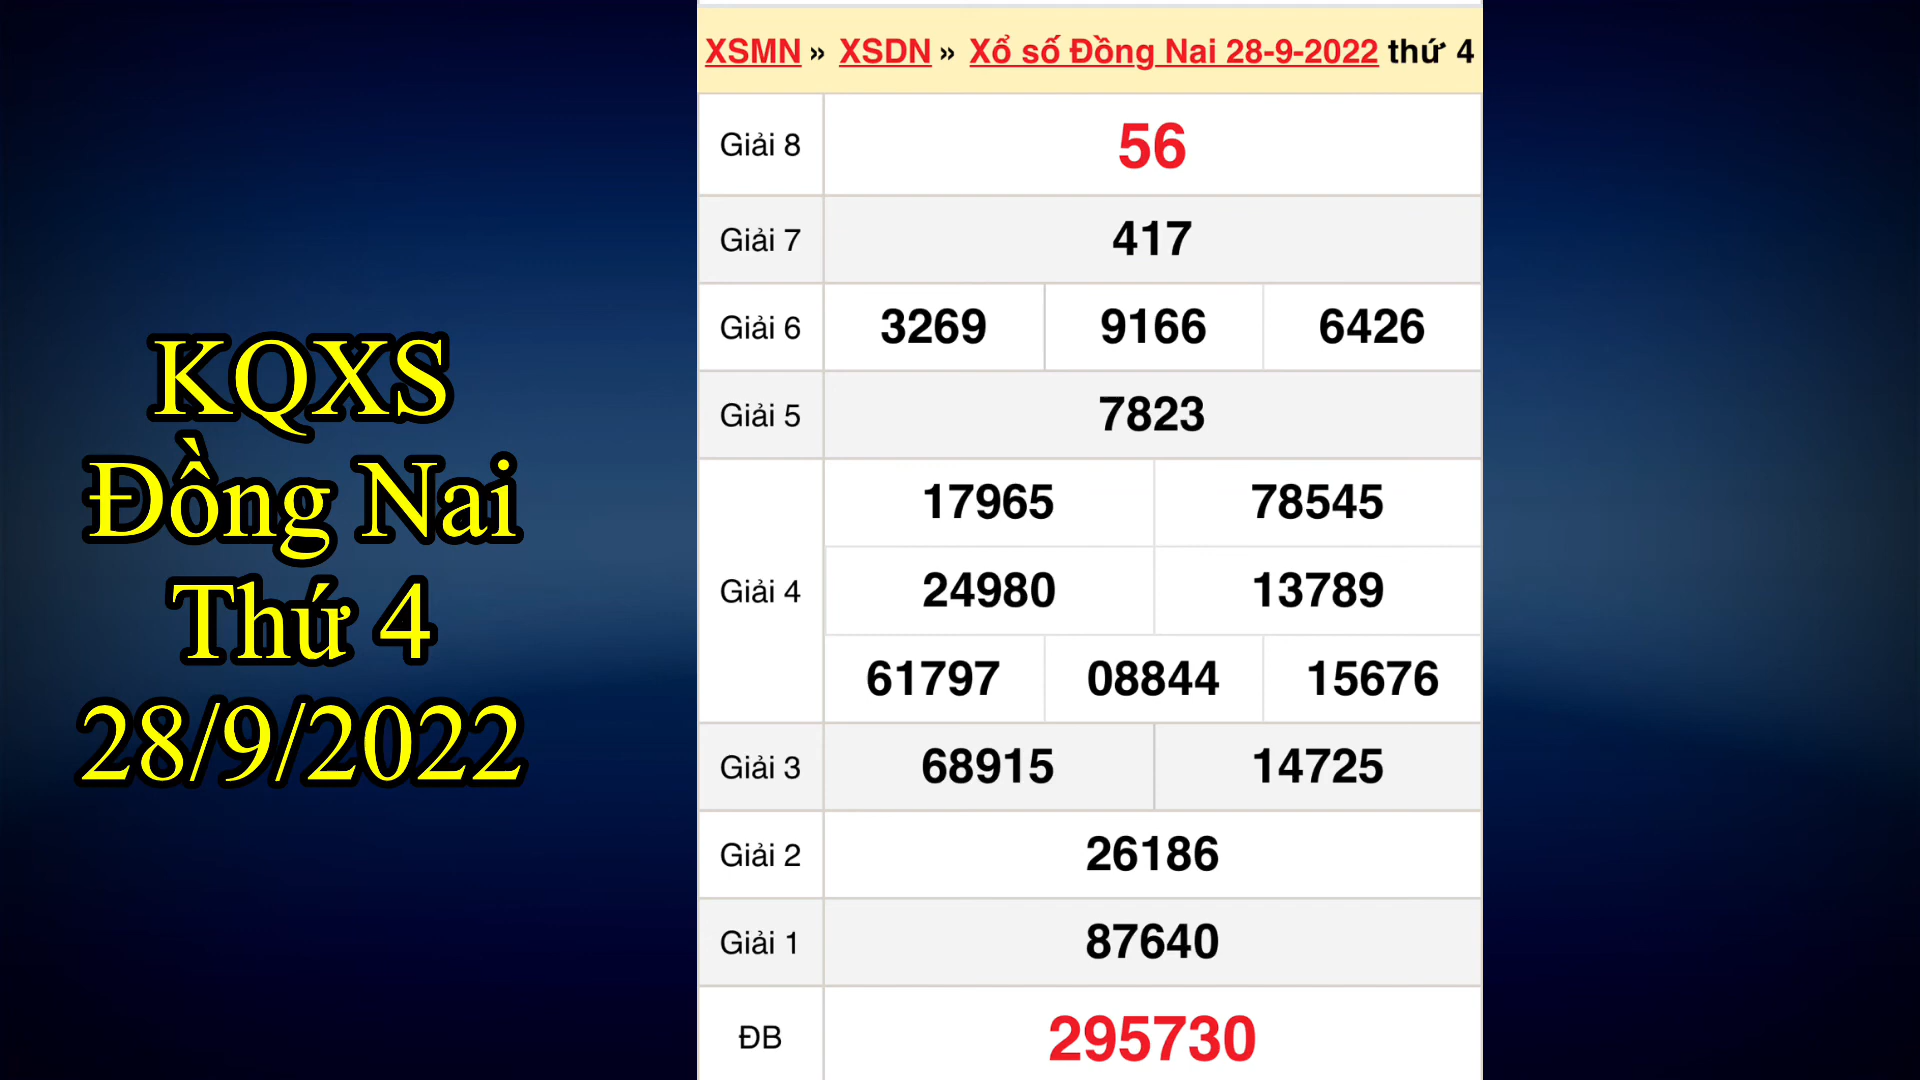 KQXS
Đồng Nai
Thứ 4
28/9/2022
XSMN » XSDN » Xổ số Đồng Nai 28-9-2022 thứ 4
Giải 8 56
Giải 7 417
Giải 6 3269 9166 6426
Giải 5 7823
17965 78545
Giải 4 24980 13789
61797 08844 15676
Giải 3 68915 14725
Giải 2 26186
Giải 1 87640
ĐB 295730